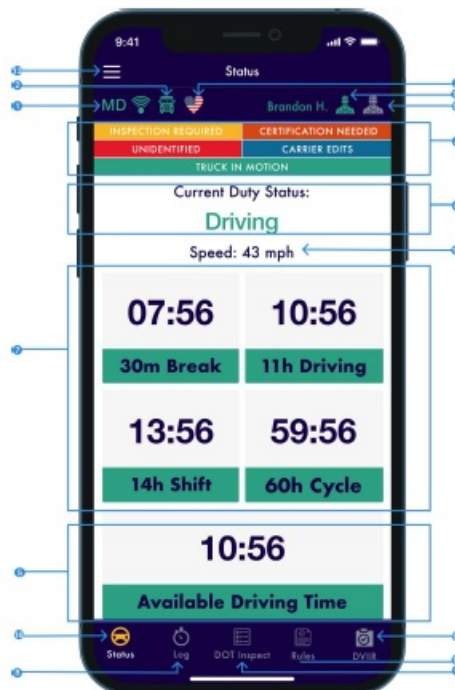 9:41
Status
MD
Brandon H.
INSPECTION REQUIRED CERTIFICATION NEEDEID
UNIDENTIFIED CARRIER EDITS
TRUCK IN MOTION
Current Duty Status:
Driving
Speed: 43 mph
07:56 10:56
30m Break 11h Driving
13:56 59:56
14h Shift 60h Cycle
10:56
Available Driving Time
Status Log DOT Inspect Rules DVIR